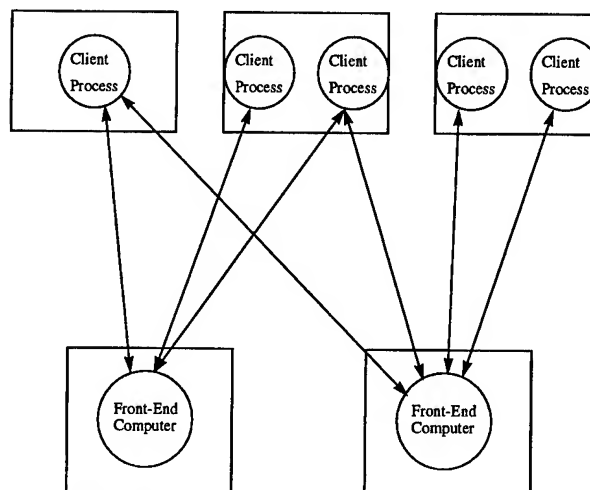 Client
Process
Client
Process
Client
Process
Client
Process
Client
Process
Front-End
Computer
Front-End
Computer